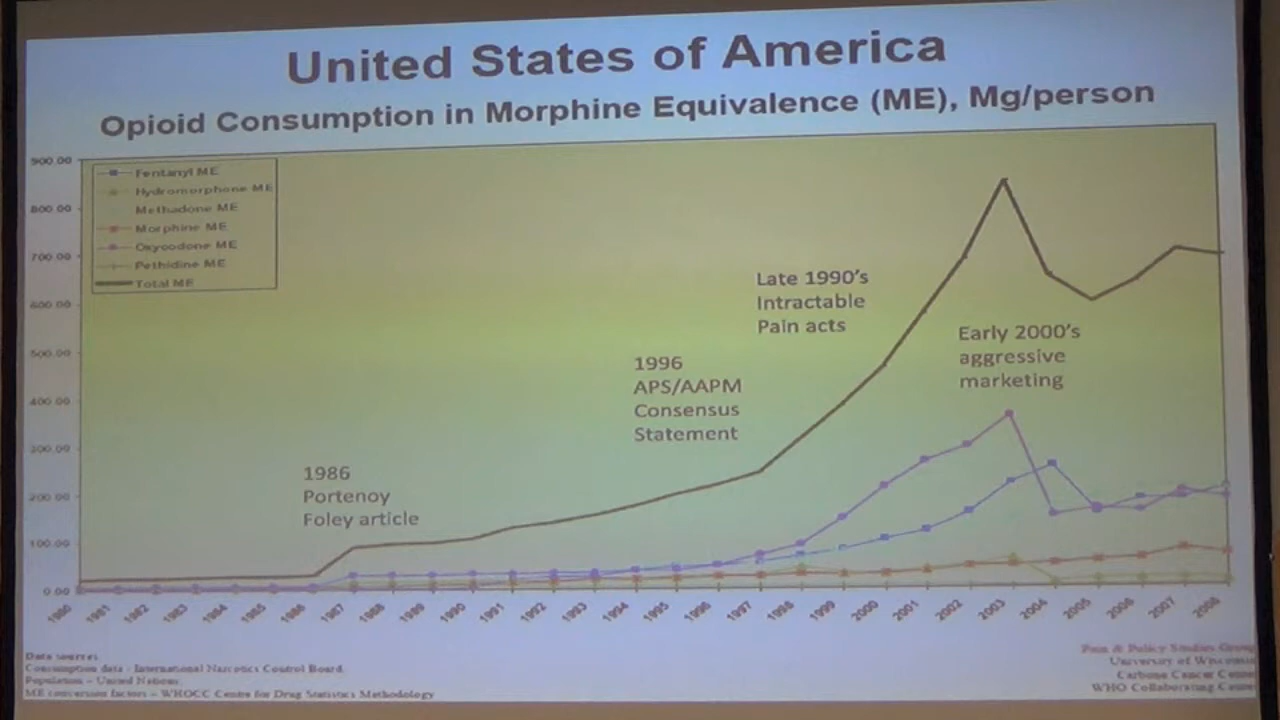 United States of America
Opioid Consumption in Morphine Equivalence (ME), Mg/person
900.00
800.00
700.00
600.00
500.00
400.00
300.00
200.00
100.00
0.00
Fentanyl ME
Hydromorphone ME
Methadone ME
Morphine ME
Oxycodone ME
Pethidine ME
Total ME
1986
Portenoy
Foley article
1996
APS/AAPM
Consensus
Statement
Late 1990's
Intractable
Pain acts
Early 2000's
aggressive
marketing
1980 1981 1982 1983 1984 1985 1986 1987 1988 1989 1990 1991 1992 1993 1994 1995 1996 1997 1998 1999 2000 2001 2002 2003 2004 2005 2006 2007 2008
Data sources
Consumption data - International Narcotics Control Board.
Population - United Nations
ME conversion factors - WHOCC Centre for Drug Statistics Methodology
Pain & Policy Studies Group
University of
Carbone Cancer
WHO Collaborating